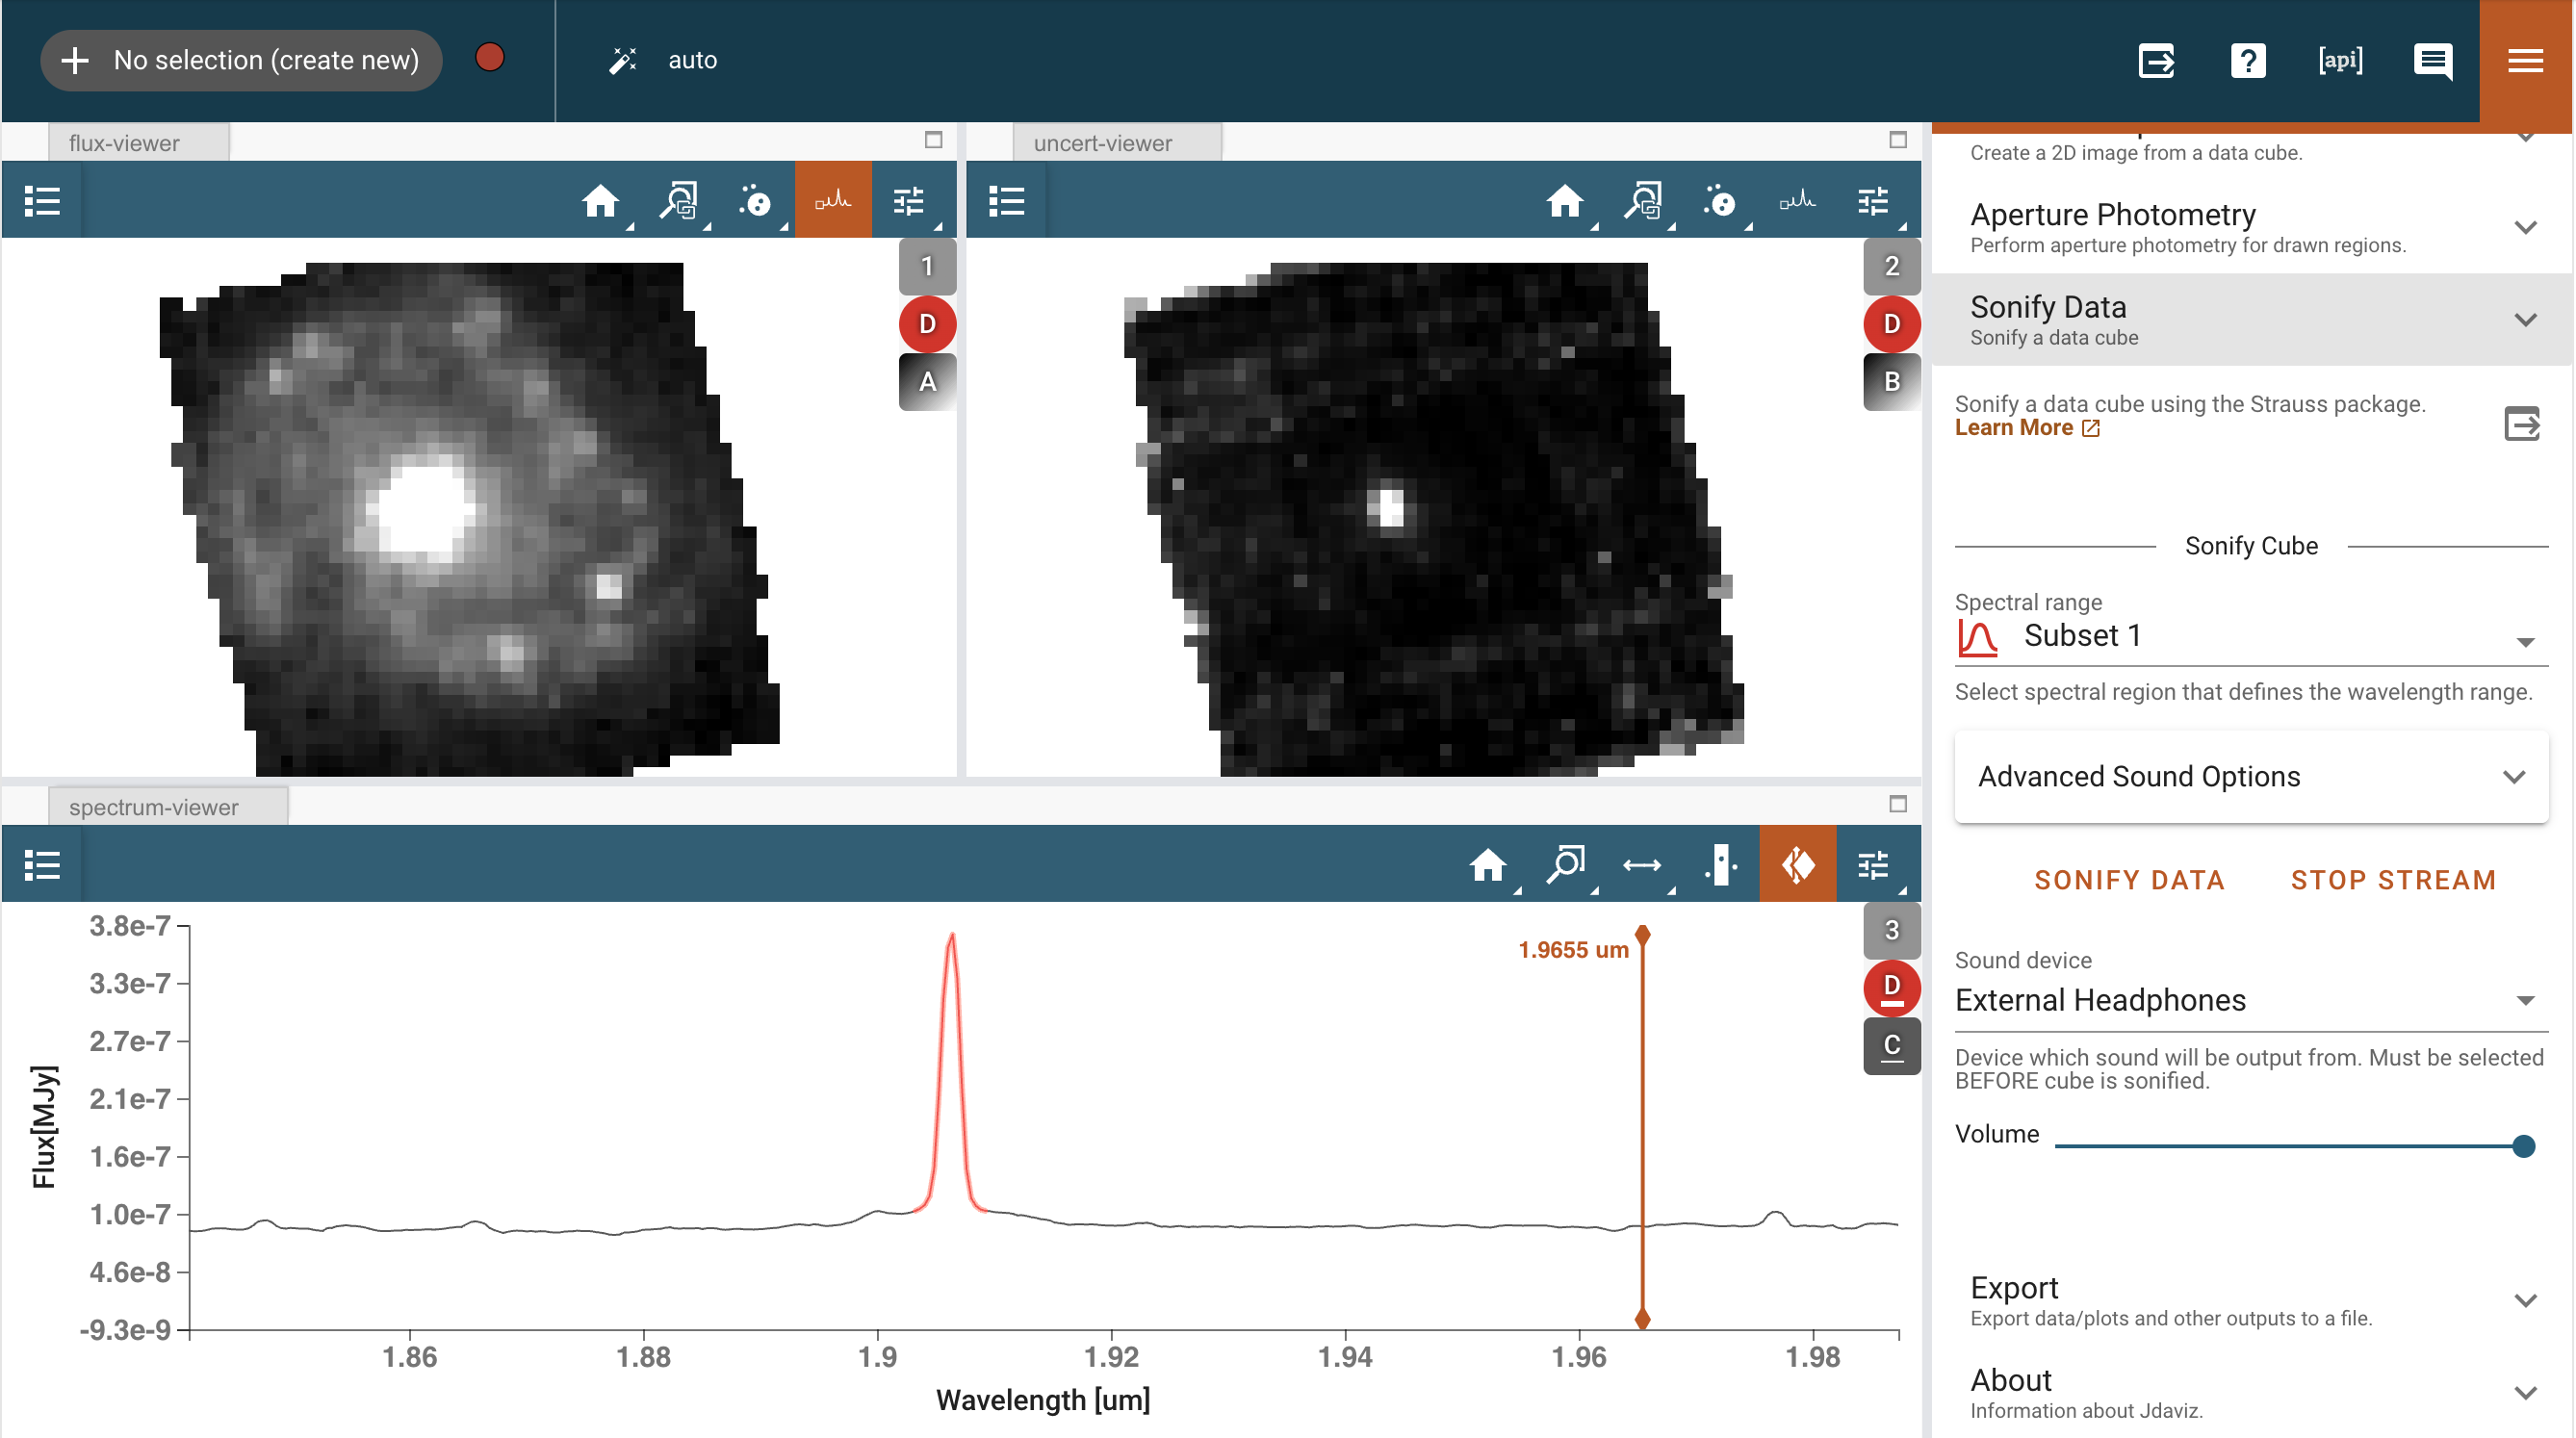 No selection (create new)
auto
?
[api]
flux-viewer
uncert-viewer
1
D
A
2
D
B
Create a 2D image from a data cube.
Aperture Photometry
Perform aperture photometry for drawn regions.
Sonify Data
Sonify a data cube
Sonify a data cube using the Strauss package.
Learn More
Sonify Cube
Spectral range
Subset 1
Select spectral region that defines the wavelength range.
Advanced Sound Options
SONIFY DATA STOP STREAM
Sound device
External Headphones
Device which sound will be output from. Must be selected
BEFORE cube is sonified.
Volume
Export
Export data/plots and other outputs to a file.
About
Information about Jdaviz.
spectrum-viewer
3
D
C
1.9655 um
3.8e-7
3.3e-7
2.7e-7
2.1e-7
1.6e-7
1.0e-7
4.6e-8
-9.3e-9
Flux[MJy]
1.86 1.88 1.9 1.92 1.94 1.96 1.98
Wavelength [um]